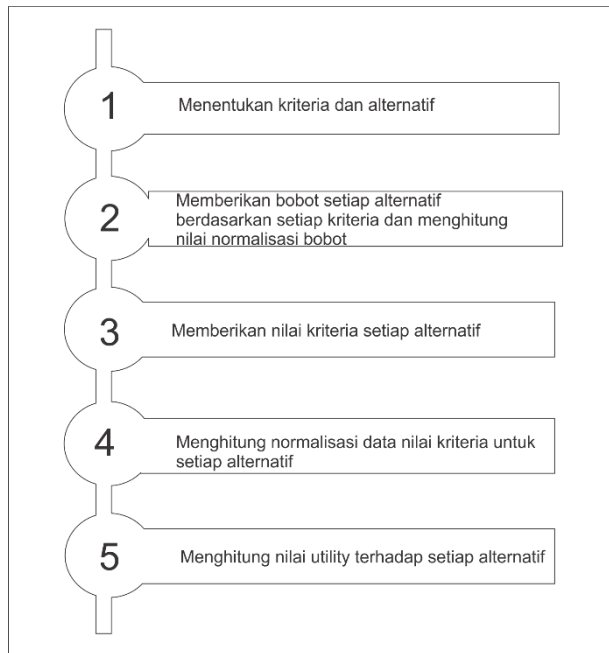 1
Menentukan kriteria dan alternatif
2
Memberikan bobot setiap alternatif
berdasarkan setiap kriteria dan menghitung
nilai normalisasi bobot
3
Memberikan nilai kriteria setiap alternatif
4
Menghitung normalisasi data nilai kriteria untuk
setiap alternatif
5
Menghitung nilai utility terhadap setiap alternatif